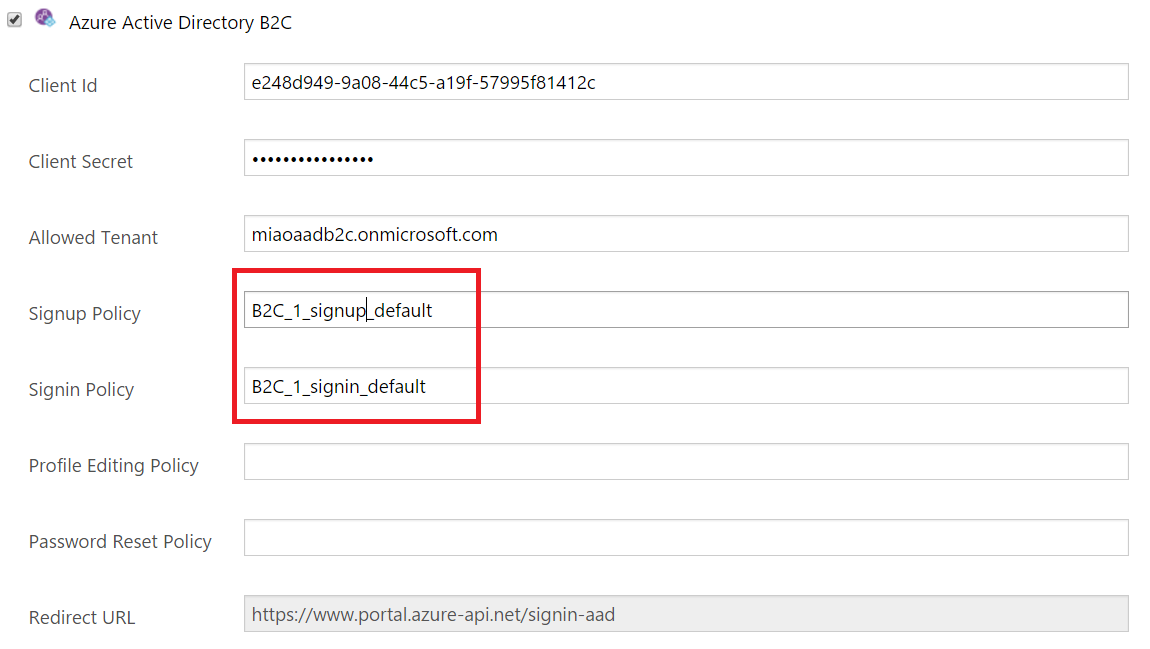 Azure Active Directory B2C
Client Id
e248d949-9a08-44c5-a19f-57995f81412c
Client Secret
••••••••••••••••
Allowed Tenant
miaoaadb2c.onmicrosoft.com
Signup Policy
B2C_1_signup_default
Signin Policy
B2C_1_signin_default
Profile Editing Policy
Password Reset Policy
Redirect URL
https://www.portal.azure-api.net/signin-aad